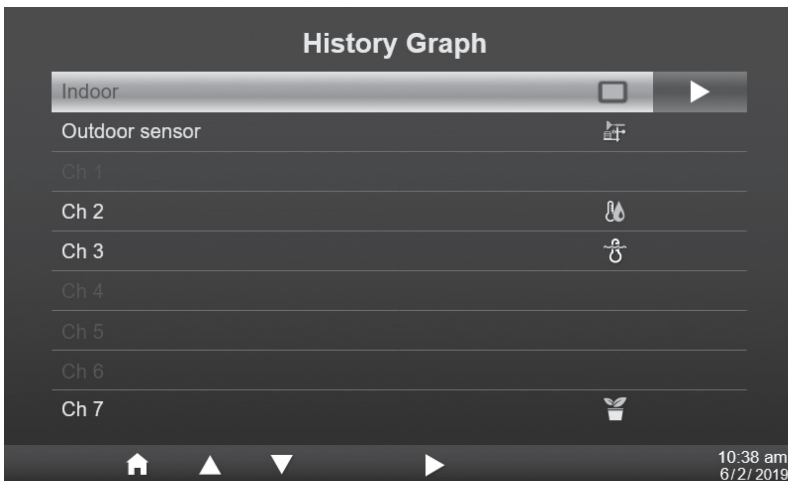 History Graph
Indoor
Outdoor sensor
Ch 1
Ch 2
Ch 3
Ch 4
Ch 5
Ch 6
Ch 7
10:38 am
6/2/2019